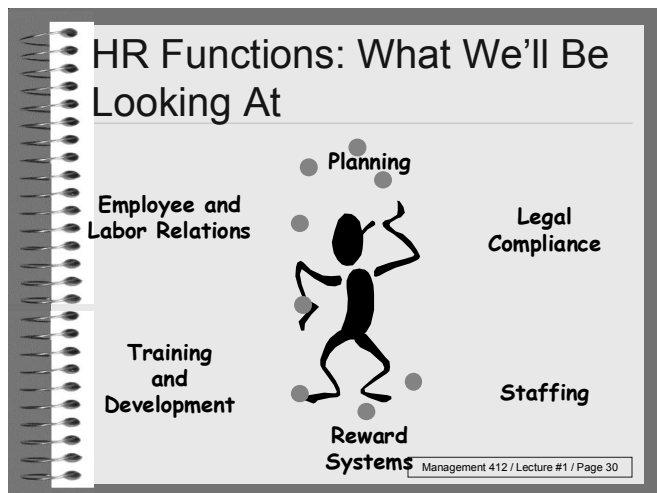 HR Functions: What We’ll Be
Looking At
Planning
Employee and
Labor Relations
Legal
Compliance
Training
and
Development
Staffing
Reward
Systems
Management 412 / Lecture #1 / Page 30